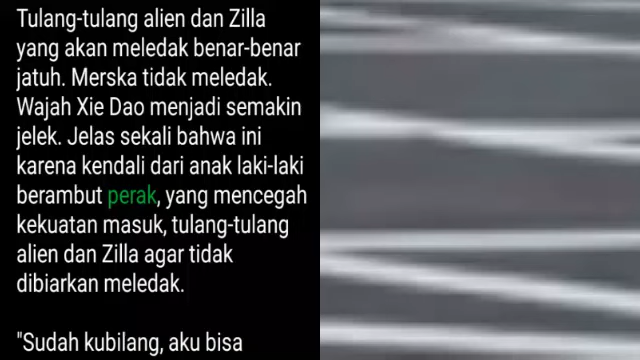 Tulang-tulang alien dan Zilla
yang akan meledak benar-benar
jatuh. Merska tidak meledak.
Wajah Xie Dao menjadi semakin
jelek. Jelas sekali bahwa ini
karena kendali dari anak laki-laki
berambut perak, yang mencegah
kekuatan masuk, tulang-tulang
alien dan Zilla agar tidak
dibiarkan meledak.
"Sudah kubilang, aku bisa